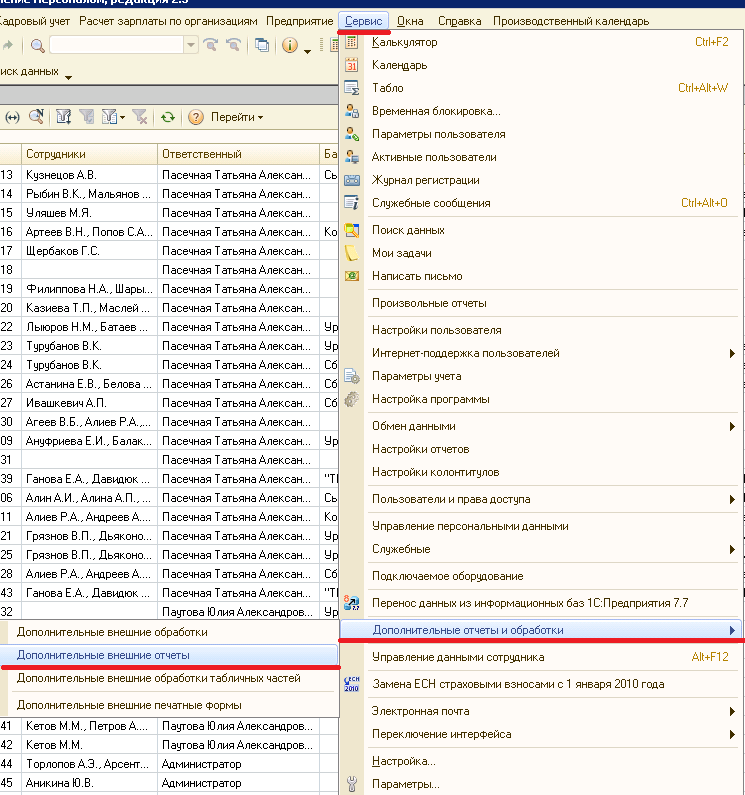 ение Персоналом, редакция 2.5
Кадровый учет Расчет зарплаты по организациям Предприятие Сервис Окна Справка Производственный календарь
иск данных
Перейти
Сотрудники Ответственный Ба
13 Кузнецов А.В. Пасечная Татьяна Алексан... Сы
14 Рыбин В.К., Мальянов ... Пасечная Татьяна Алексан...
15 Уляшев М.Я. Пасечная Татьяна Алексан...
16 Артеев В.Н., Попов С.А... Пасечная Татьяна Алексан... Ко
17 Щербаков Г.С. Пасечная Татьяна Алексан...
18 Пасечная Татьяна Алексан...
19 Филиппова Н.А., Шары... Пасечная Татьяна Алексан...
20 Казиева Т.П., Маслей ... Пасечная Татьяна Алексан...
22 Лыюров Н.М., Батаев ... Пасечная Татьяна Алексан... Ур
23 Турубанов В.К. Пасечная Татьяна Алексан... Ур
24 Турубанов В.К. Пасечная Татьяна Алексан... Сб
26 Астанина Е.В., Белова ... Пасечная Татьяна Алексан... Сб
27 Ивашкевич А.П. Пасечная Татьяна Алексан... Сб
30 Агеев В.Б., Алиев Р.А.,... Пасечная Татьяна Алексан...
09 Ануфриева Е.И., Балак... Пасечная Татьяна Алексан... Ур
31 Пасечная Татьяна Алексан...
39 Ганова Е.А., Давидюк ... Пасечная Татьяна Алексан... "ТІ
06 Алин А.И., Алина А.П., ... Пасечная Татьяна Алексан... Сы
11 Алиев Р.А., Андреев А.... Пасечная Татьяна Алексан... Ко
21 Грязнов В.П., Дьяконо... Пасечная Татьяна Алексан... Ур
25 Грязнов В.П., Дьяконо... Пасечная Татьяна Алексан... Ур
28 Алиев Р.А., Андреев А.... Пасечная Татьяна Алексан... Сб
43 Ганова Е.А., Давидюк ... Пасечная Татьяна Алексан... "ТІ
32 Паутова Юлия Александров... Ур
Дополнительные внешние обработки
Дополнительные внешние отчеты
Дополнительные внешние обработки табличных частей
Дополнительные внешние печатные формы
41 Кетов М.М., Петров А.... Паутова Юлия Александров...
42 Кетов М.М. Паутова Юлия Александров...
44 Торлопов А.Э., Арсент... Администратор
45 Аникина Ю.В. Администратор
Калькулятор Ctrl+F2
31 Календарь
Табло Ctrl+Alt+W
Временная блокировка...
Параметры пользователя
Активные пользователи
Журнал регистрации
Служебные сообщения Ctrl+Alt+O
Поиск данных
Мои задачи
Написать письмо
Произвольные отчеты
Настройки пользователя
Интернет-поддержка пользователей
Параметры учета
Настройка программы
Обмен данными
Настройки отчетов
Настройки колонтитулов
Пользователи и права доступа
Управление персональными данными
Служебные
Подключаемое оборудование
8 7.7 Перенос данных из информационных баз 1С:Предприятия 7.7
Дополнительные отчеты и обработки
Управление данными сотрудника Alt+F12
ЕСН 2010 Замена ЕСН страховыми взносами с 1 января 2010 года
Электронная почта
Переключение интерфейса
Настройка...
Параметры...